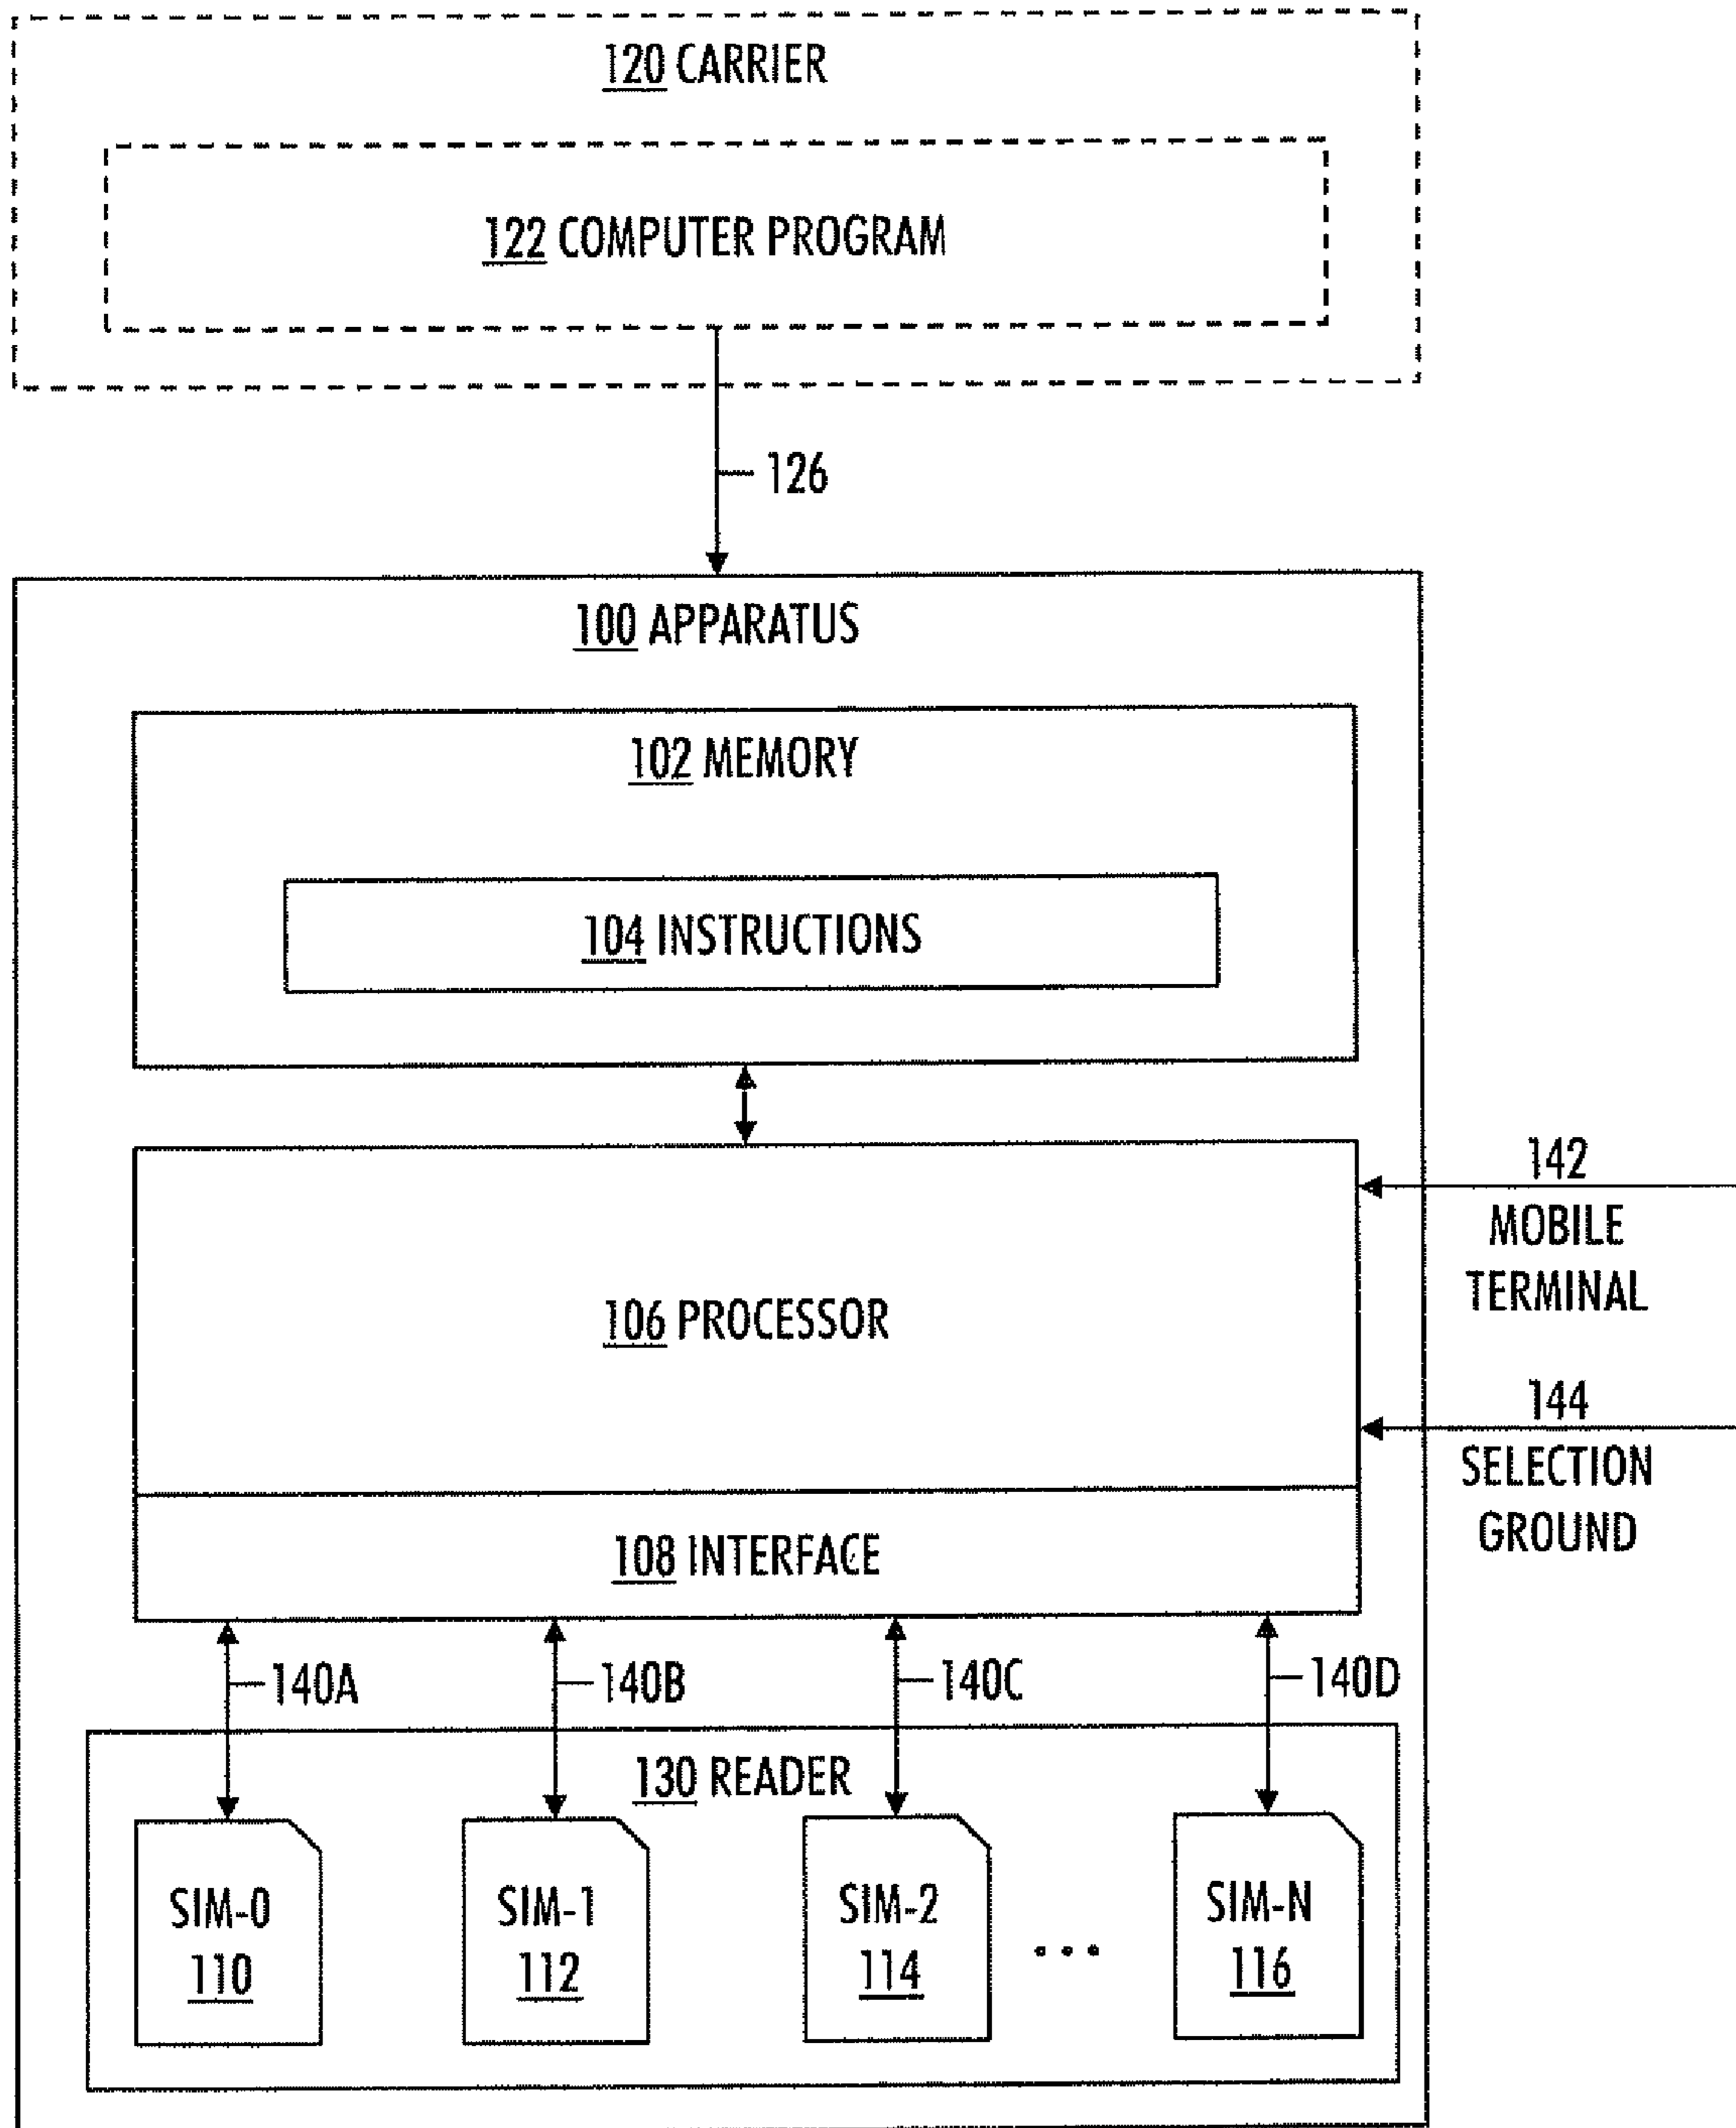 120 CARRIER
122 COMPUTER PROGRAM
126
100 APPARATUS
102 MEMORY
104 INSTRUCTIONS
142
MOBILE
TERMINAL
106 PROCESSOR
144
SELECTION
GROUND
108 INTERFACE
140A
140B
140C
140D
130 READER
SIM-0
110
SIM-1
112
SIM-2
114
...
SIM-N
116